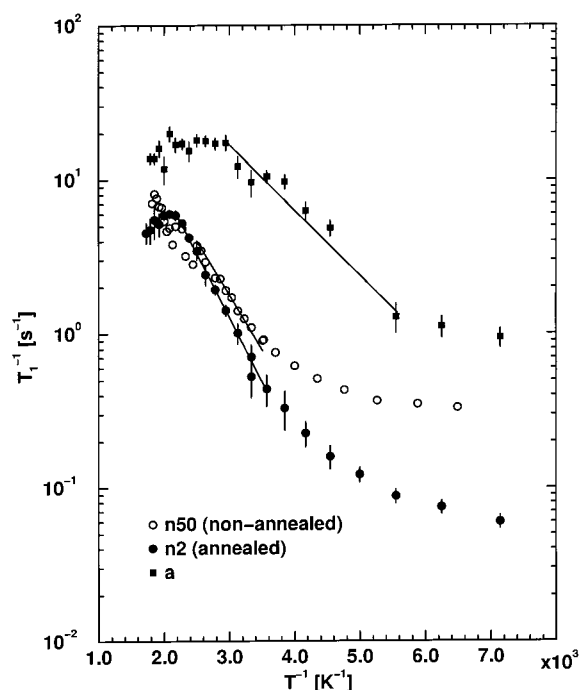 10²
10¹
10⁰
10⁻¹
10⁻²
T₁⁻¹ [s⁻¹]
n50 (non-annealed)
n2 (annealed)
a
1.0 2.0 3.0 4.0 5.0 6.0 7.0 x10³
T⁻¹ [K⁻¹]